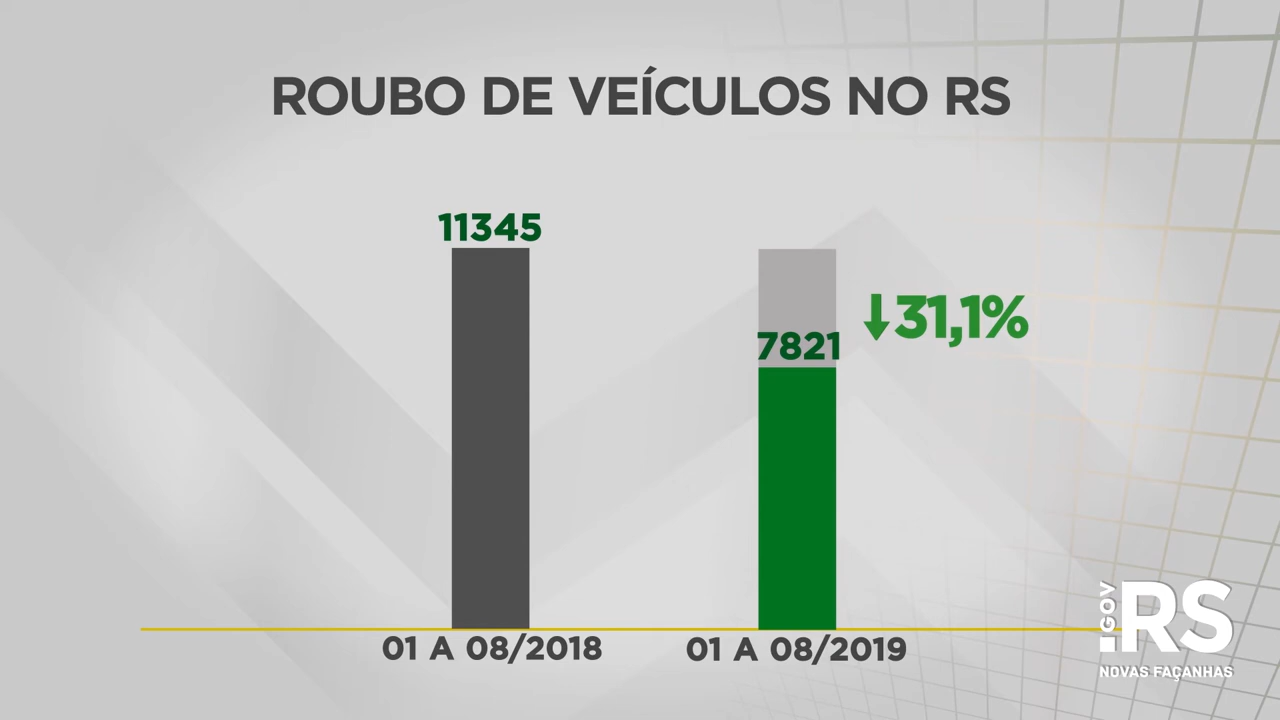 ROUBO DE VEÍCULOS NO RS
11345
7821
↓31,1%
01 A 08/2018
01 A 08/2019
GOV
RS
NOVAS FAÇANHAS